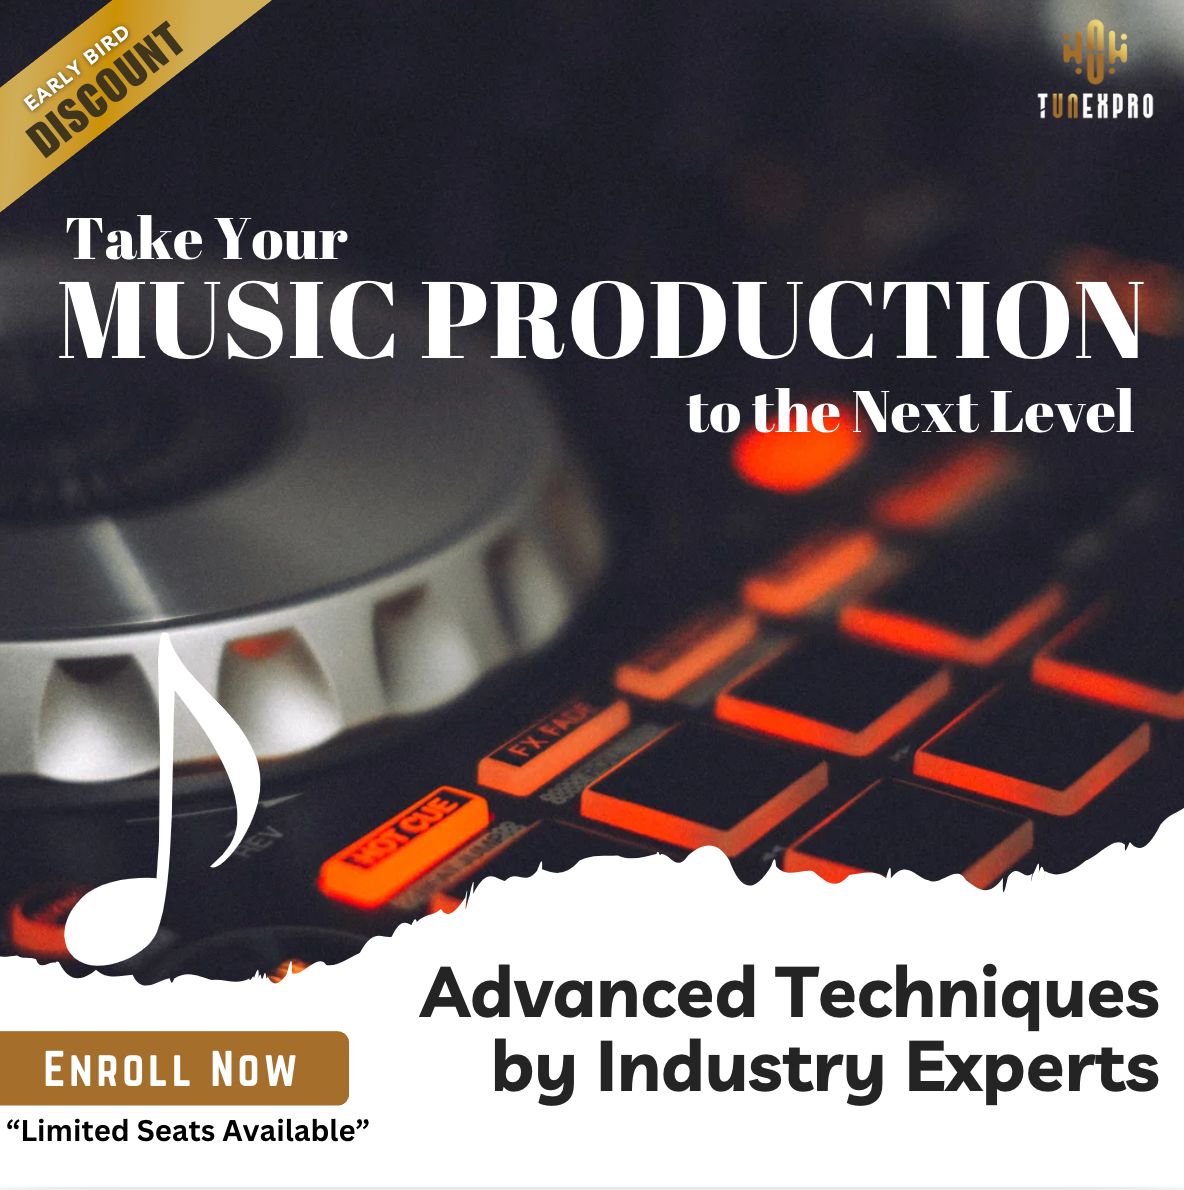 EARLY BIRD
DISCOUNT
TUNEXPRO
Take Your
MUSIC PRODUCTION
to the Next Level
FX FADE
HOT CUE
REV
Advanced Techniques
by Industry Experts
ENROLL NOW
“Limited Seats Available”